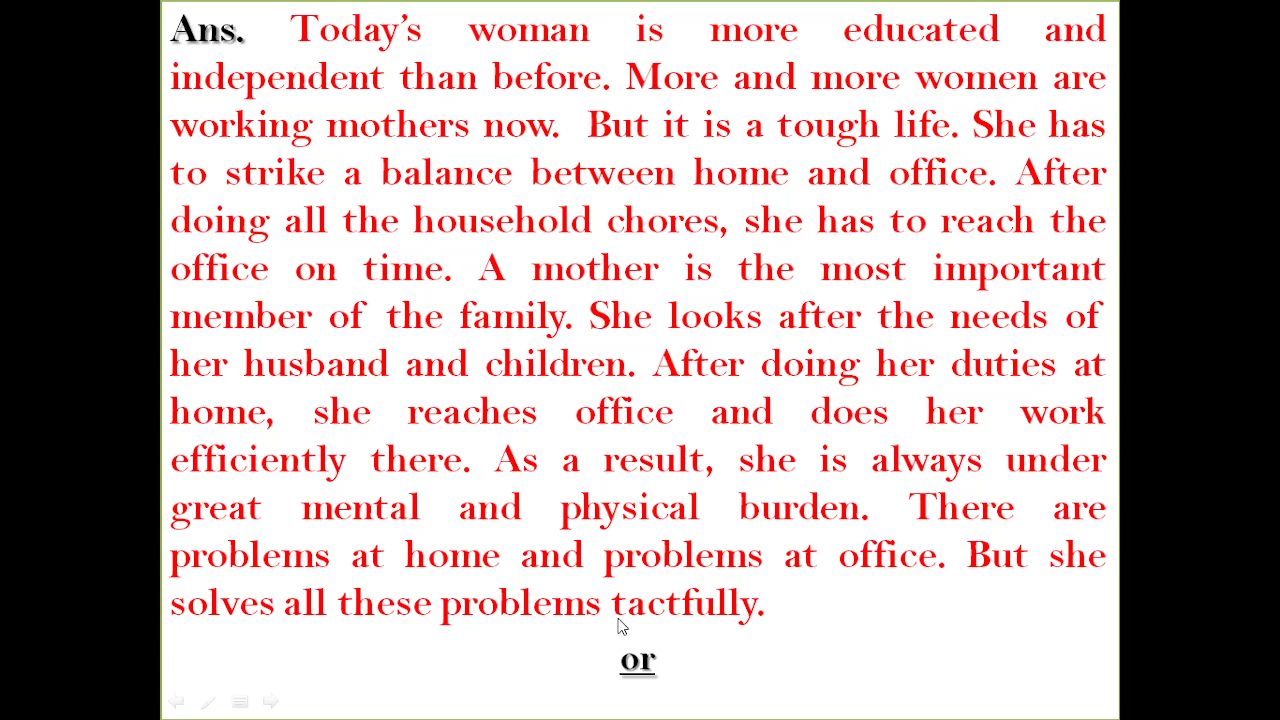 Ans. Today's woman is more educated and
independent than before. More and more women are
working mothers now. But it is a tough life. She has
to strike a balance between home and office. After
doing all the household chores, she has to reach the
office on time. A mother is the most important
member of the family. She looks after the needs of
her husband and children. After doing her duties at
home, she reaches office and does her work
efficiently there. As a result, she is always under
great mental and physical burden. There are
problems at home and problems at office. But she
solves all these problems tactfully.
or